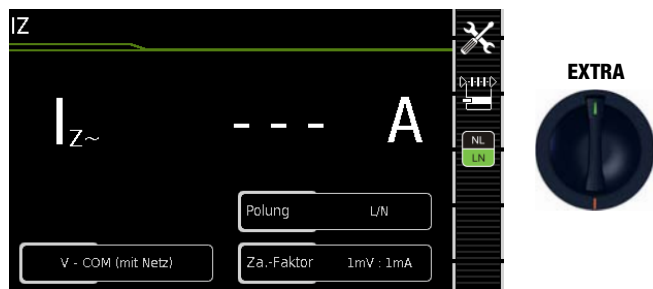 IZ
EXTRA
IZ~ --- A
NL
LN
Polung L/N
V - COM (mit Netz) Za.-Faktor 1mV : 1mA